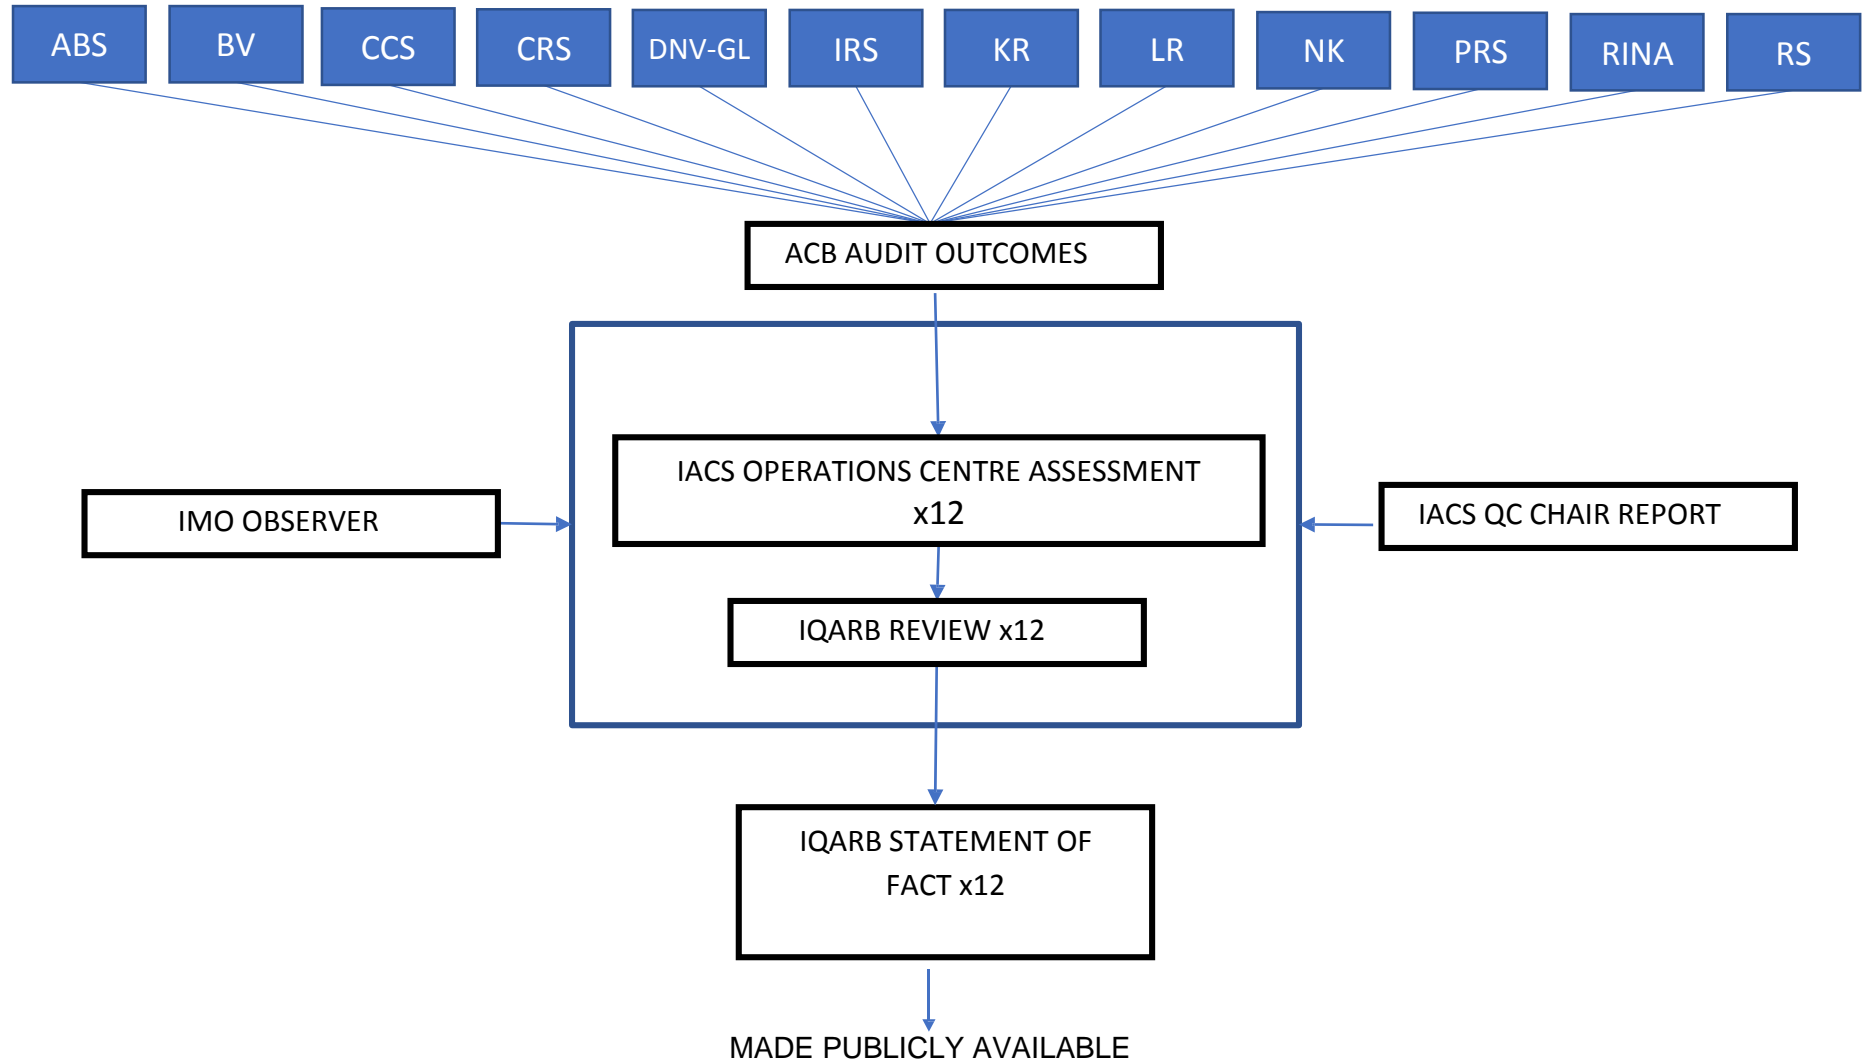 ABS BV CCS CRS DNV-GL IRS KR LR NK PRS RINA RS
ACB AUDIT OUTCOMES
IACS OPERATIONS CENTRE ASSESSMENT
x12
IMO OBSERVER
IACS QC CHAIR REPORT
IQARB REVIEW x12
IQARB STATEMENT OF
FACT x12
MADE PUBLICLY AVAILABLE